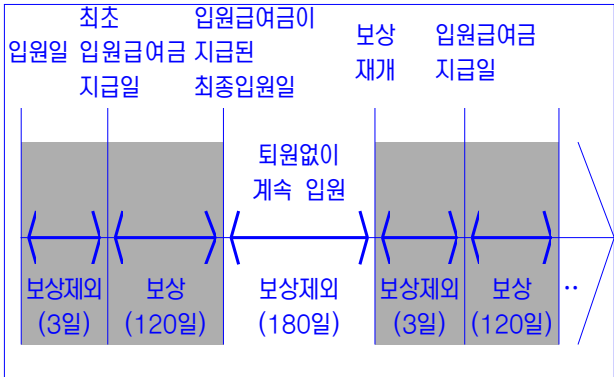 입원일
최초
입원급여금
지급일
입원급여금이
지급된
최종입원일
보상
재개
입원급여금
지급일
퇴원없이
계속 입원
보상제외
(3일)
보상
(120일)
보상제외
(180일)
보상제외
(3일)
보상
(120일)
..